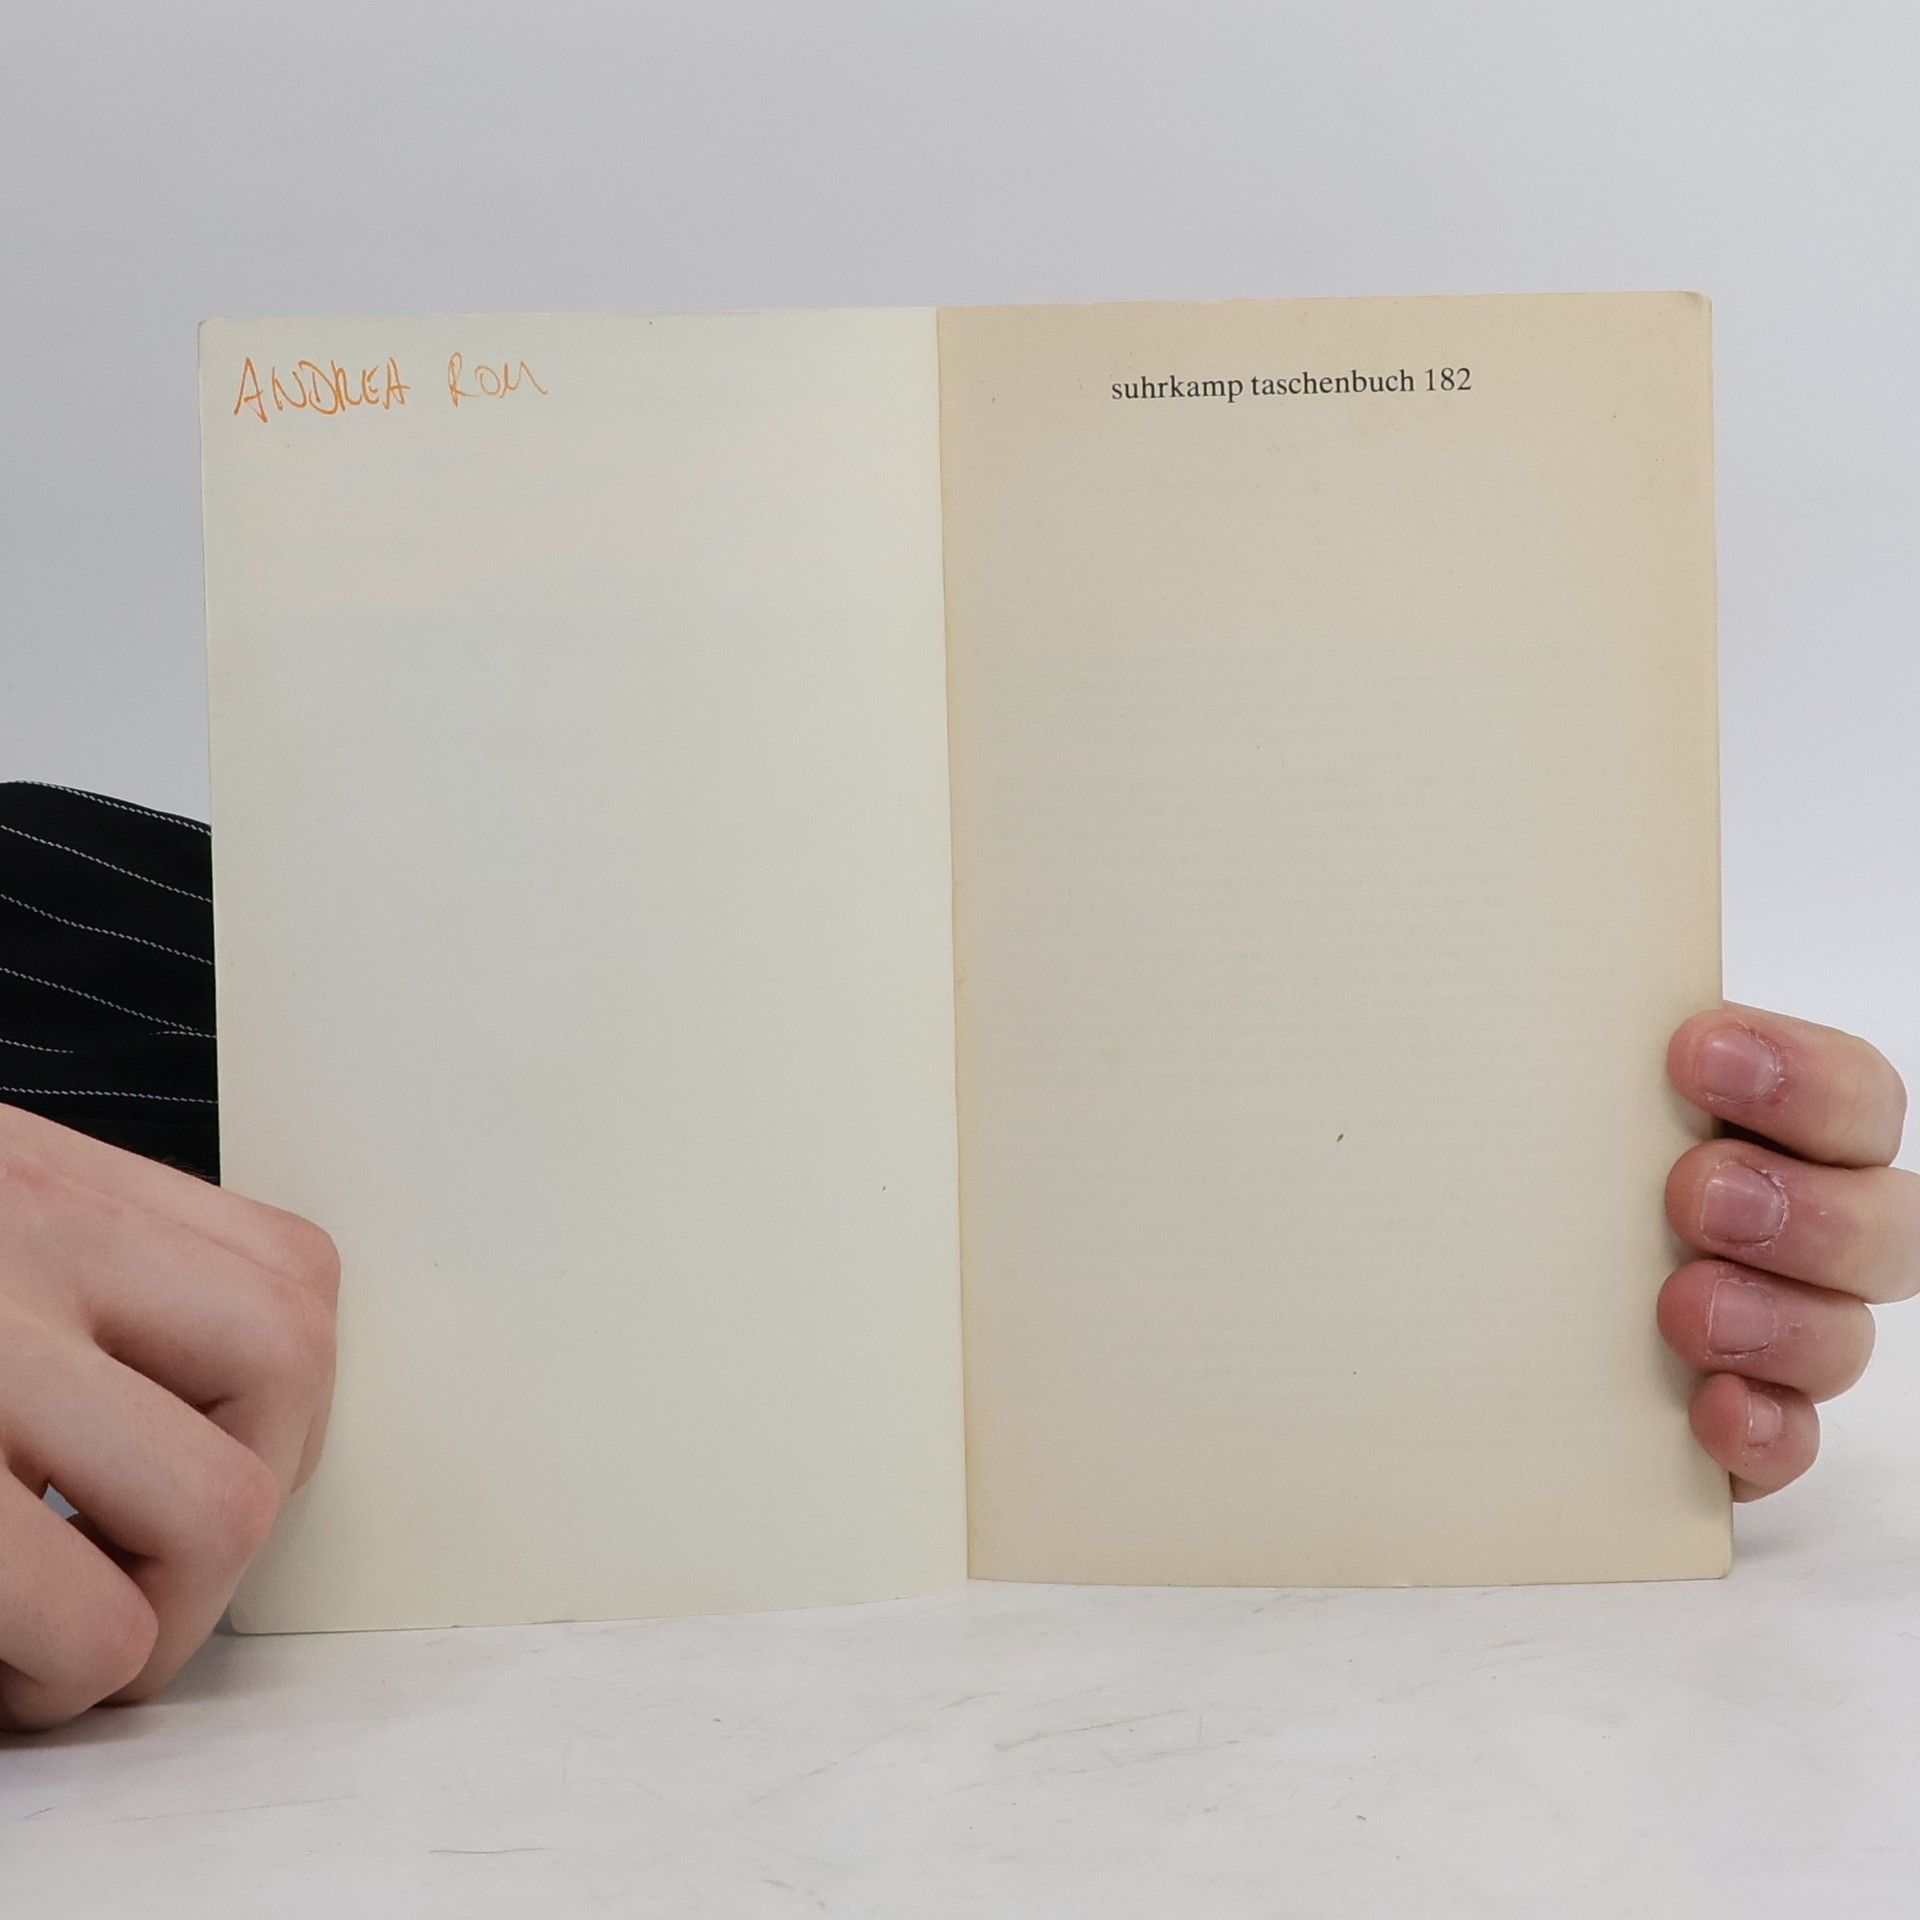 ANDREA ROM
suhrkamp taschenbuch 182